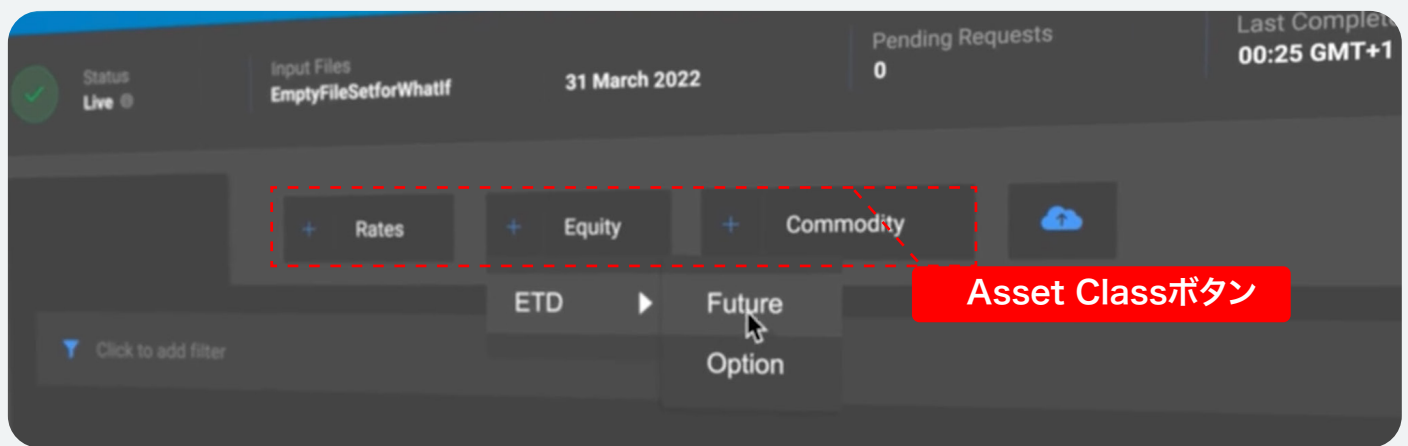 Status
Live
Input Files
EmptyFileSetforWhatIf
31 March 2022
Pending Requests
0
Last Complete
00:25 GMT+1
+ Rates
+ Equity
+ Commodity
Asset Classボタン
ETD
Future
Option
Click to add filter